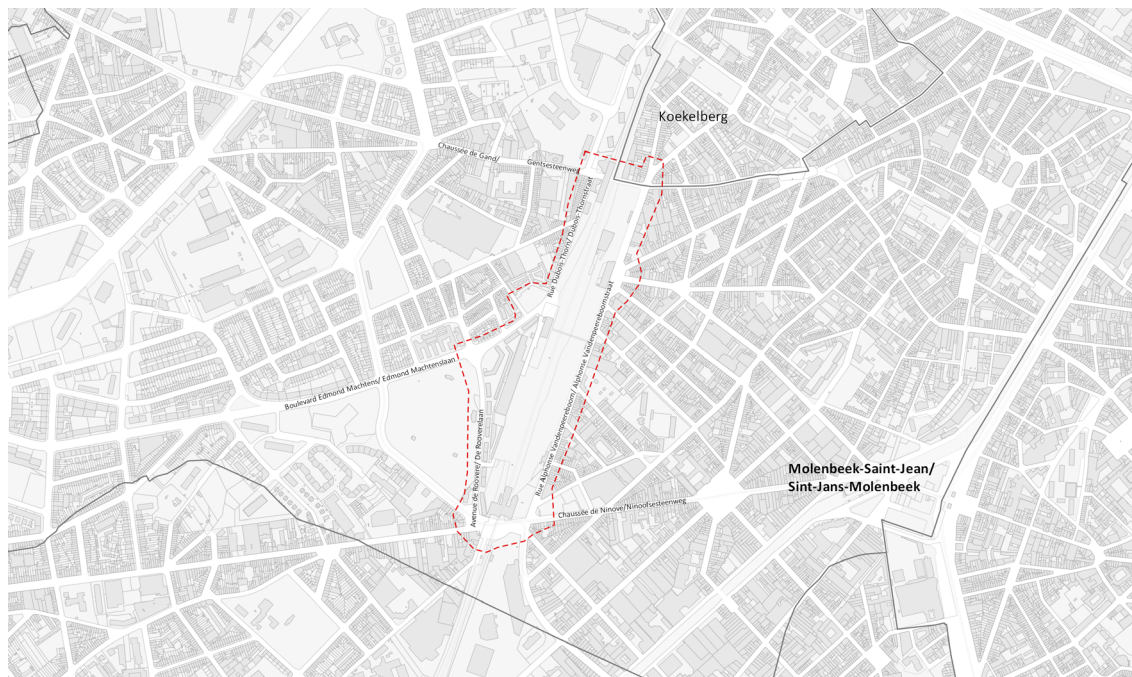 Koekelberg
Chaussée de Gand/
Gentsesteenweg
Rue Dubois-Thorn/ Dubois-Thornstraat
Rue Alphonse Vandenpeereboom/ Alphonse Vandenpeereboomstraat
Boulevard Edmond Machtens/ Edmond Machtenslaan
Avenue de Roovere/ De Rooverelaan
Molenbeek-Saint-Jean/
Sint-Jans-Molenbeek
Chaussée de Ninove/Ninoofsesteenweg